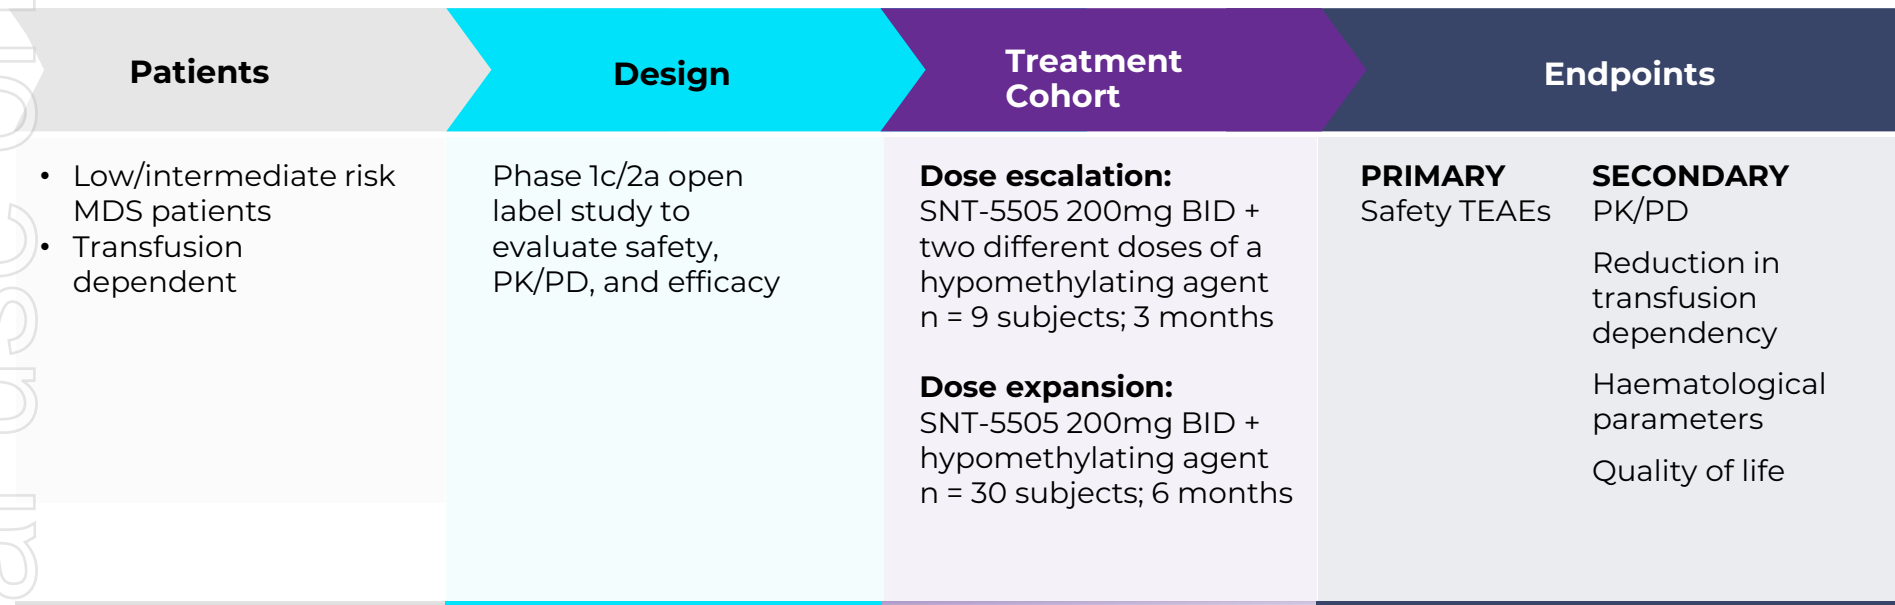 Patients
Design
Treatment
Cohort
Endpoints
• Low/intermediate risk
MDS patients
• Transfusion
dependent
Phase 1c/2a open
label study to
evaluate safety,
PK/PD, and efficacy
Dose escalation:
SNT-5505 200mg BID +
two different doses of a
hypomethylating agent
n = 9 subjects; 3 months
Dose expansion:
SNT-5505 200mg BID +
hypomethylating agent
n = 30 subjects; 6 months
PRIMARY
Safety TEAEs
SECONDARY
PK/PD
Reduction in
transfusion
dependency
Haematological
parameters
Quality of life